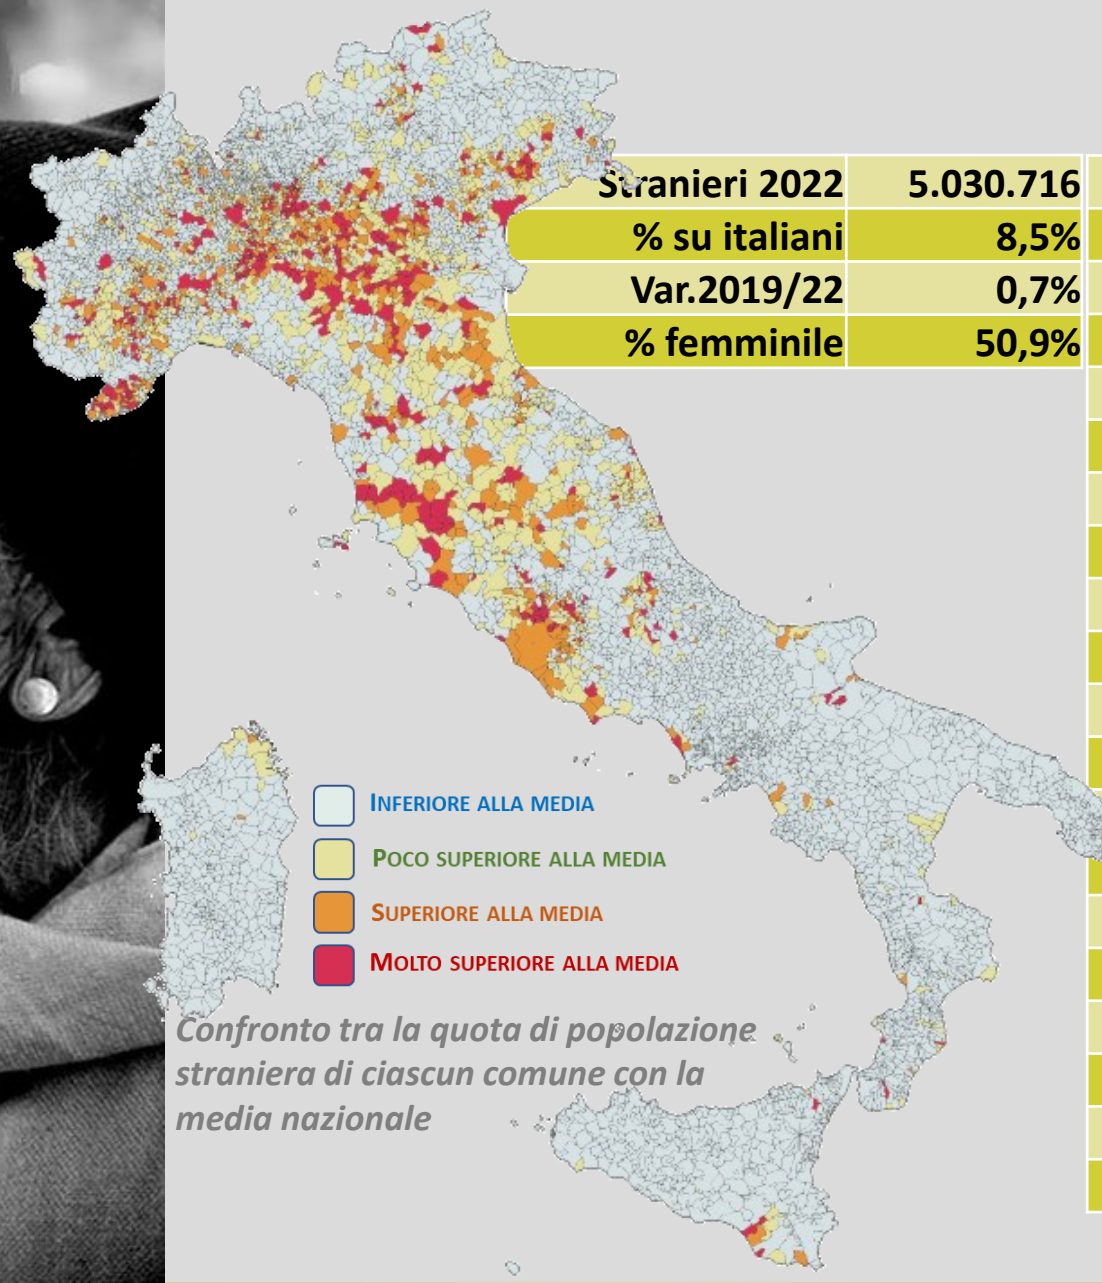 Stranieri 2022 5.030.716
% su italiani 8,5%
Var.2019/22 0,7%
% femminile 50,9%
INFERIORE ALLA MEDIA
POCO SUPERIORE ALLA MEDIA
SUPERIORE ALLA MEDIA
MOLTO SUPERIORE ALLA MEDIA
Confronto tra la quota di popolazione
straniera di ciascun comune con la
media nazionale